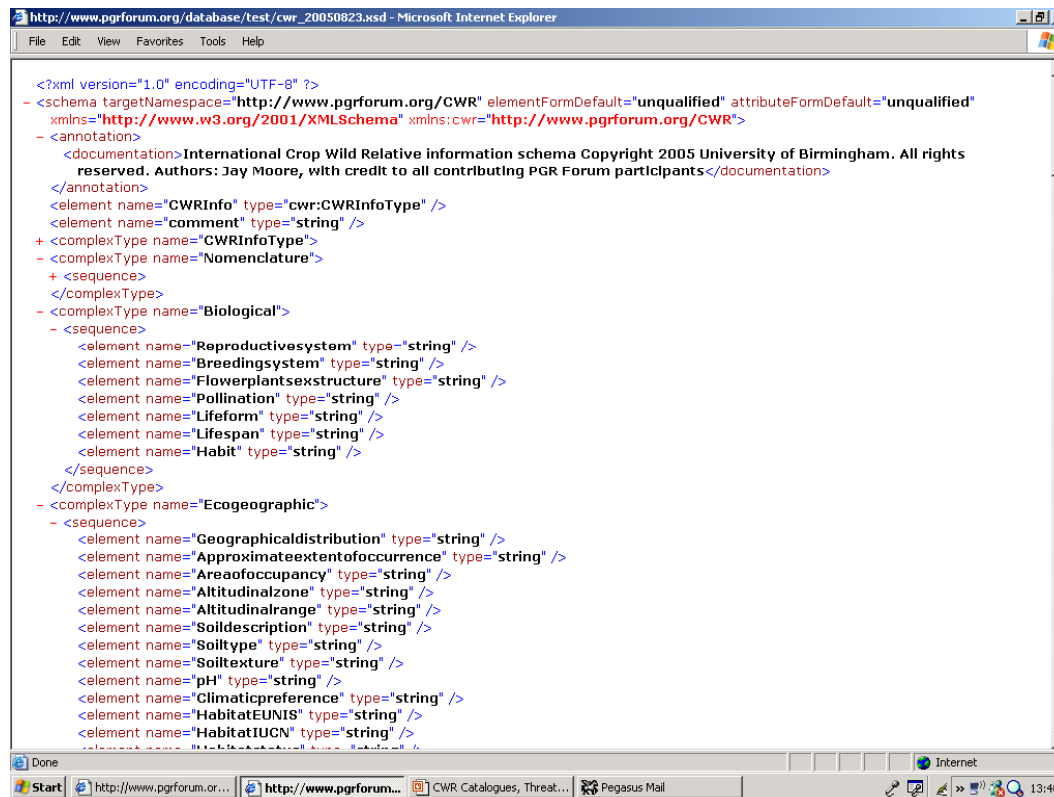 http://www.pgrforum.org/database/test/cwr_20050823.xsd - Microsoft Internet Explorer
File Edit View Favorites Tools Help
<?xml version="1.0" encoding="UTF-8" ?>
- <schema targetNamespace="http://www.pgrforum.org/CWR" elementFormDefault="unqualified" attributeFormDefault="unqualified"
xmlns="http://www.w3.org/2001/XMLSchema" xmlns:cwr="http://www.pgrforum.org/CWR">
- <annotation>
<documentation>International Crop Wild Relative information schema Copyright 2005 University of Birmingham. All rights
reserved. Authors: Jay Moore, with credit to all contributing PGR Forum participants</documentation>
</annotation>
<element name="CWRInfo" type="cwr:CWRInfoType" />
<element name="comment" type="string" />
+ <complexType name="CWRInfoType">
- <complexType name="Nomenclature">
+ <sequence>
</complexType>
- <complexType name="Biological">
- <sequence>
<element name="Reproductivesystem" type="string" />
<element name="Breedingsystem" type="string" />
<element name="Flowerplantsexstructure" type="string" />
<element name="Pollination" type="string" />
<element name="Lifeform" type="string" />
<element name="Lifespan" type="string" />
<element name="Habit" type="string" />
</sequence>
</complexType>
- <complexType name="Ecogeographic">
- <sequence>
<element name="Geographicaldistribution" type="string" />
<element name="Approximateextentofoccurrence" type="string" />
<element name="Areaofoccupancy" type="string" />
<element name="Altitudinalzone" type="string" />
<element name="Altitudinalrange" type="string" />
<element name="Soildescription" type="string" />
<element name="Soiltype" type="string" />
<element name="Soiltexture" type="string" />
<element name="pH" type="string" />
<element name="Climaticpreference" type="string" />
<element name="HabitatEUNIS" type="string" />
<element name="HabitatIUCN" type="string" />
Done Internet
Start http://www.pgrforum.or... http://www.pgrforum... CWR Catalogues, Threat... Pegasus Mail » 13:4